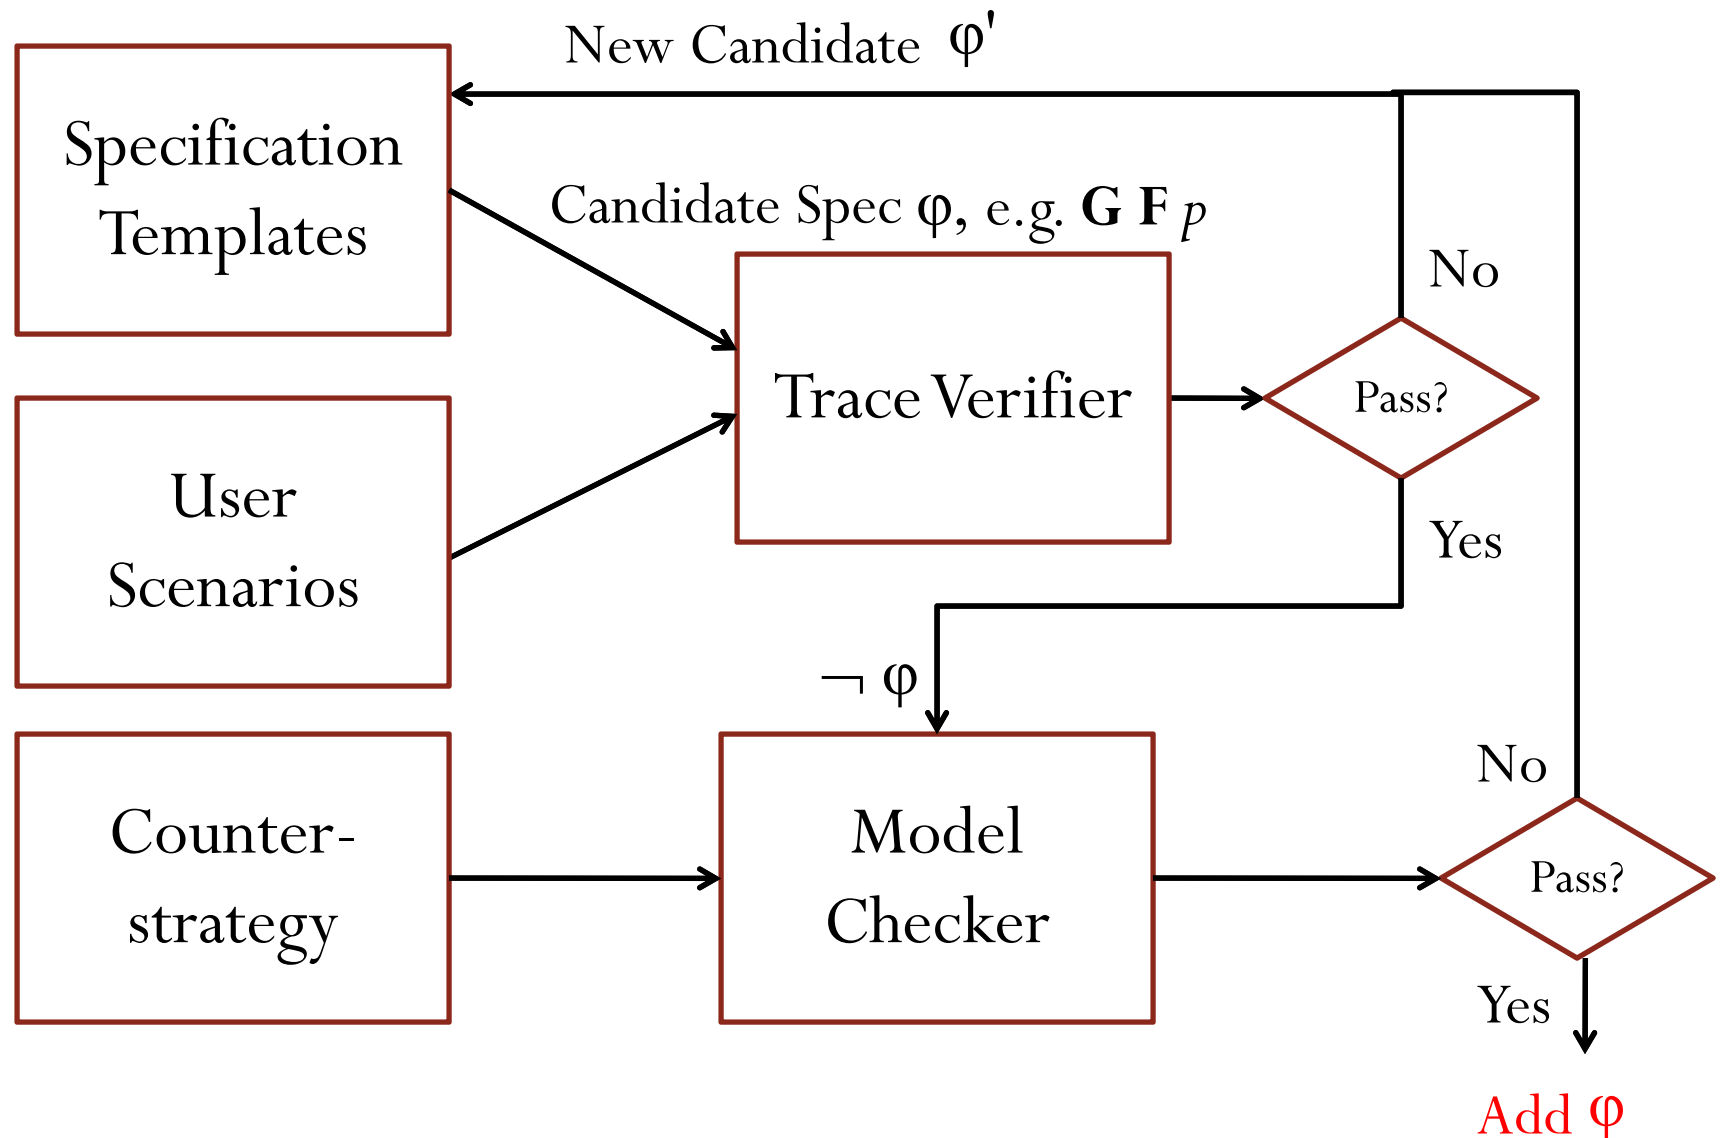 New Candidate φ'
Specification
Templates
Candidate Spec φ, e.g. G F p
No
Trace Verifier
Pass?
User
Scenarios
Yes
¬ φ
No
Counter-
strategy
Model
Checker
Pass?
Yes
Add φ